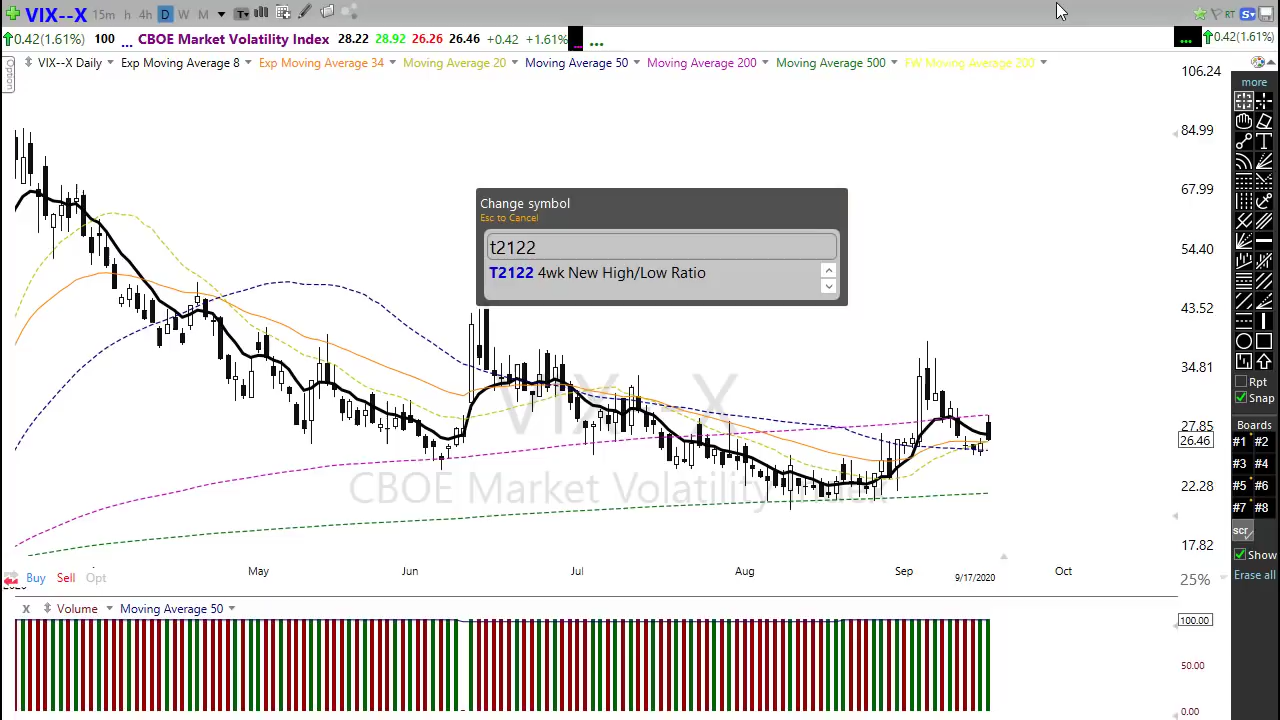 VIX--X 15m h 4h D W M T
0.42(1.61%) 100 ... CBOE Market Volatility Index 28.22 28.92 26.26 26.46 +0.42 +1.61% ... RT S 0.42(1.61%)
Option VIX--X Daily Exp Moving Average 8 Exp Moving Average 34 Moving Average 20 Moving Average 50 Moving Average 200 Moving Average 500 FW Moving Average 200
106.24
more
84.99
67.99
54.40
43.52
34.81
27.85
26.46
22.28
17.82
Change symbol
Esc to Cancel
t2122
T2122 4wk New High/Low Ratio
VIX--X
CBOE Market Volatility Index
Rpt
Snap
Boards
#1 #2
#3 #4
#5 #6
#7 #8
scr
Show
Erase all
May Jun Jul Aug Sep 9/17/2020 Oct
Buy Sell Opt 25%
X Volume Moving Average 50
100.00
50.00
0.00